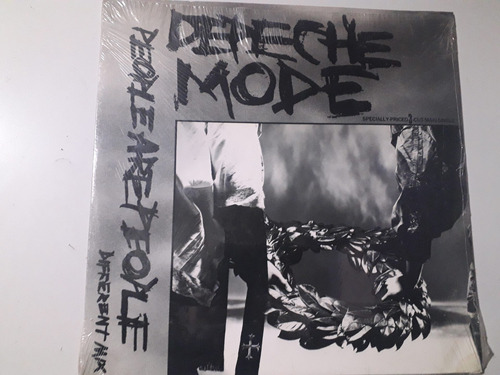 DEPECHE
MODE
PEOPLE ARE PEOPLE
DIFFERENT MIX
SPECIALLY-PRICED